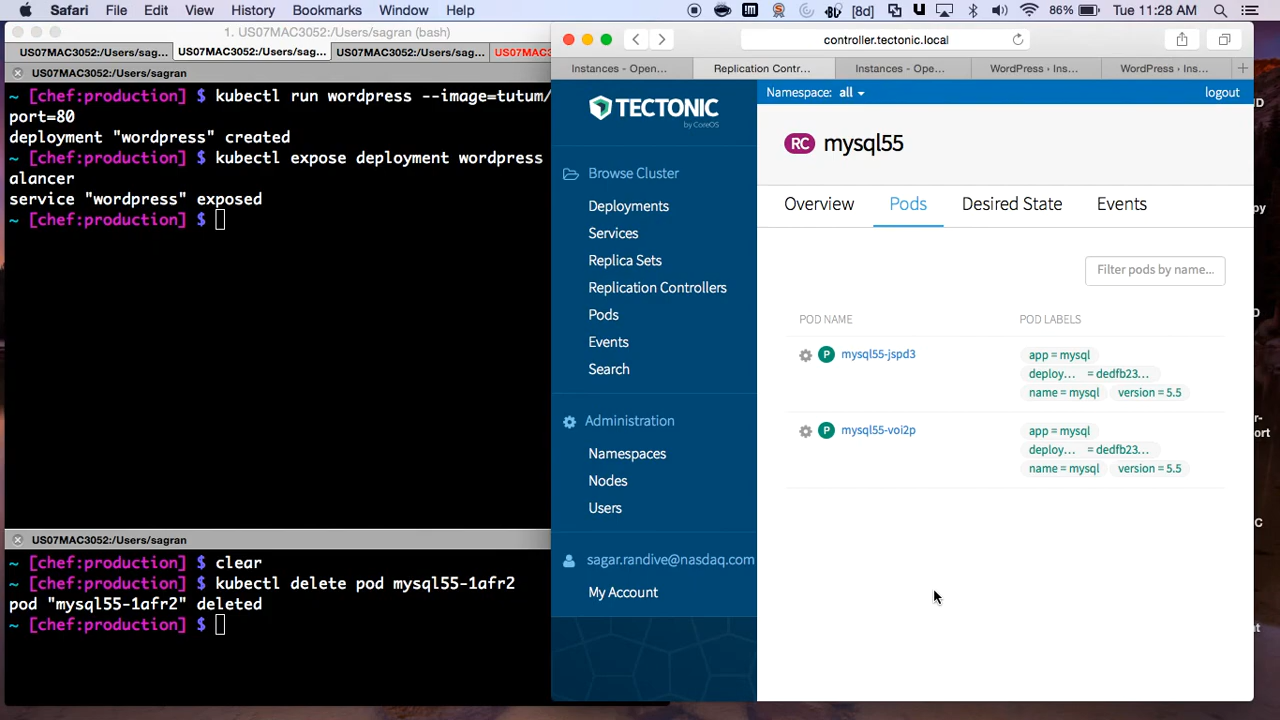 Safari File Edit View History Bookmarks Window Help [8d] 86% Tue 11:28 AM
1. US07MAC3052:/Users/sagran (bash)
US07MAC3052:/Users/sag... US07MAC3052:/Users/sag... US07MAC3052:/Users/sag... US07MAC3052
US07MAC3052:/Users/sagran
~ [chef:production] $ kubectl run wordpress --image=tutum/
port=80
deployment "wordpress" created
~ [chef:production] $ kubectl expose deployment wordpress
alancer
service "wordpress" exposed
~ [chef:production] $
US07MAC3052:/Users/sagran
~ [chef:production] $ clear
~ [chef:production] $ kubectl delete pod mysql55-1afr2
pod "mysql55-1afr2" deleted
~ [chef:production] $
controller.tectonic.local
Instances - Open... Replication Contr... Instances - Ope... WordPress › Ins... WordPress › Ins...
TECTONIC
by CoreOS
Browse Cluster
Deployments
Services
Replica Sets
Replication Controllers
Pods
Events
Search
Administration
Namespaces
Nodes
Users
sagar.randive@nasdaq.com
My Account
Namespace: all logout
RC mysql55
Overview Pods Desired State Events
Filter pods by name...
POD NAME POD LABELS
P mysql55-jspd3 app = mysql
deploy... = dedfb23...
name = mysql version = 5.5
P mysql55-voi2p app = mysql
deploy... = dedfb23...
name = mysql version = 5.5